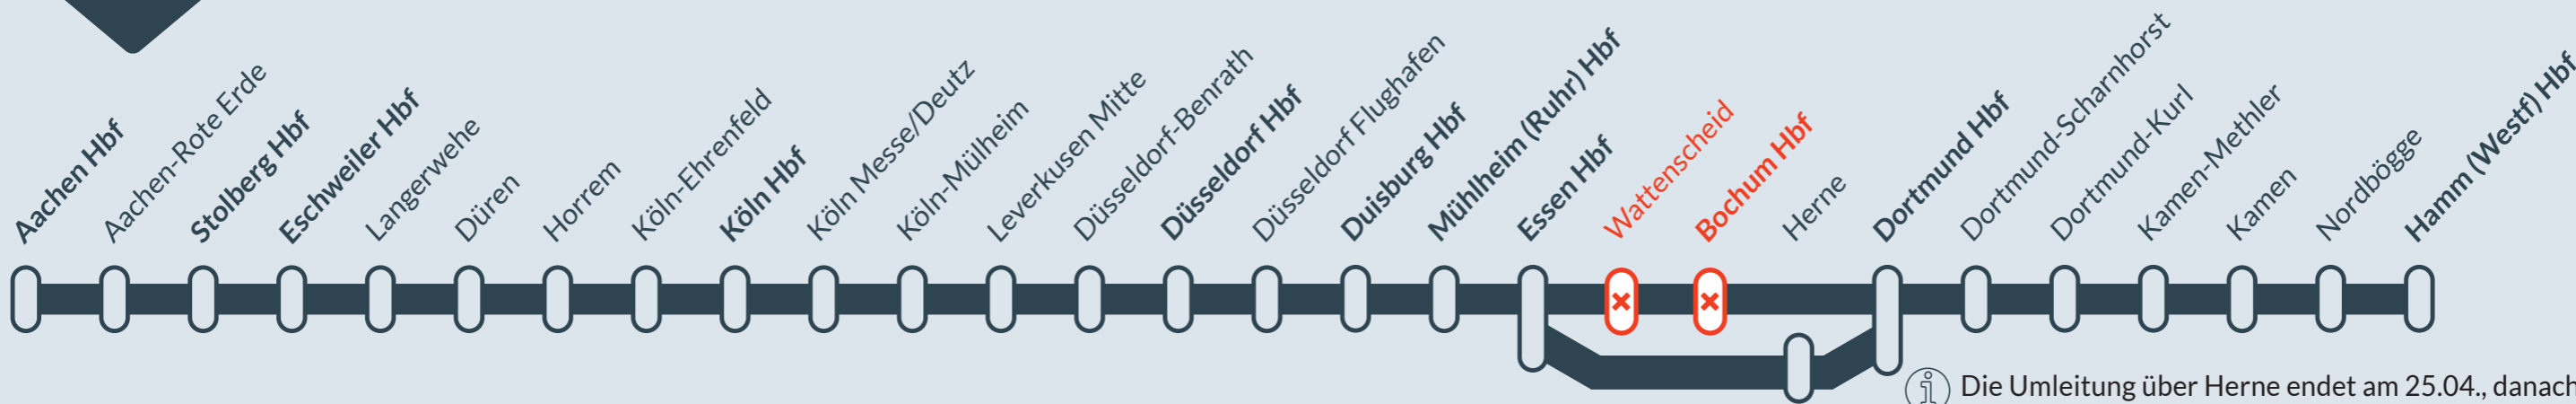 Aachen Hbf
Aachen-Rote Erde
Stolberg Hbf
Eschweiler Hbf
Langerwehe
Düren
Horrem
Köln-Ehrenfeld
Köln Hbf
Köln Messe/Deutz
Köln-Mülheim
Leverkusen Mitte
Düsseldorf-Benrath
Düsseldorf Hbf
Düsseldorf Flughafen
Duisburg Hbf
Mühlheim (Ruhr) Hbf
Essen Hbf
Wattenscheid
Bochum Hbf
Herne
Dortmund Hbf
Dortmund-Scharnhorst
Dortmund-Kurl
Kamen-Methler
Kamen
Nordbögge
Hamm (Westf) Hbf
i Die Umleitung über Herne endet am 25.04., danach